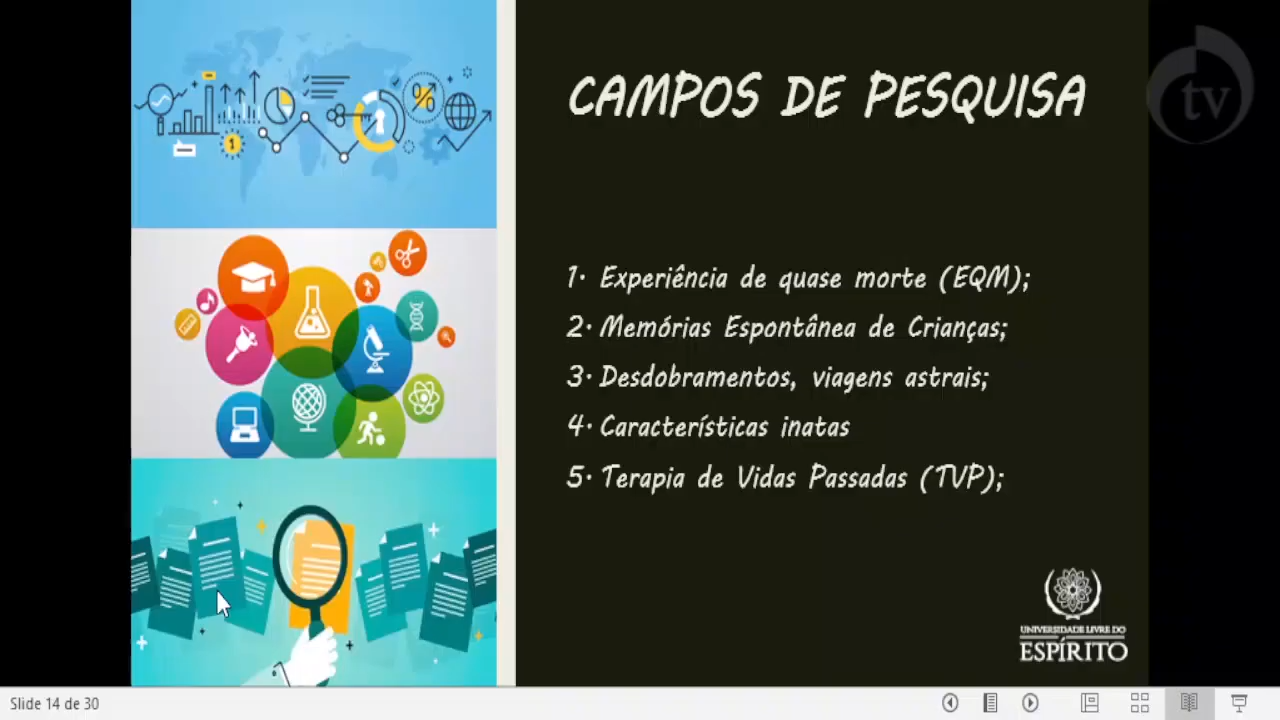 CAMPOS DE PESQUISA
tv
1. Experiência de quase morte (EQM);
2. Memórias Espontânea de Crianças;
3. Desdobramentos, viagens astrais;
4. Características inatas
5. Terapia de Vidas Passadas (TVP);
1
%
UNIVERSIDADE LIVRE DO
ESPÍRITO
Slide 14 de 30